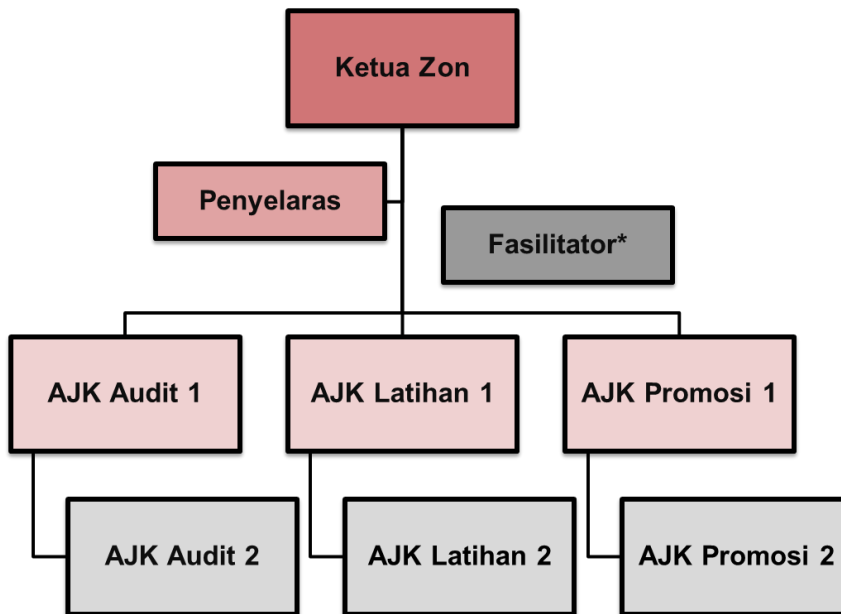 Ketua Zon
Penyelaras
Fasilitator*
AJK Audit 1
AJK Latihan 1
AJK Promosi 1
AJK Audit 2
AJK Latihan 2
AJK Promosi 2